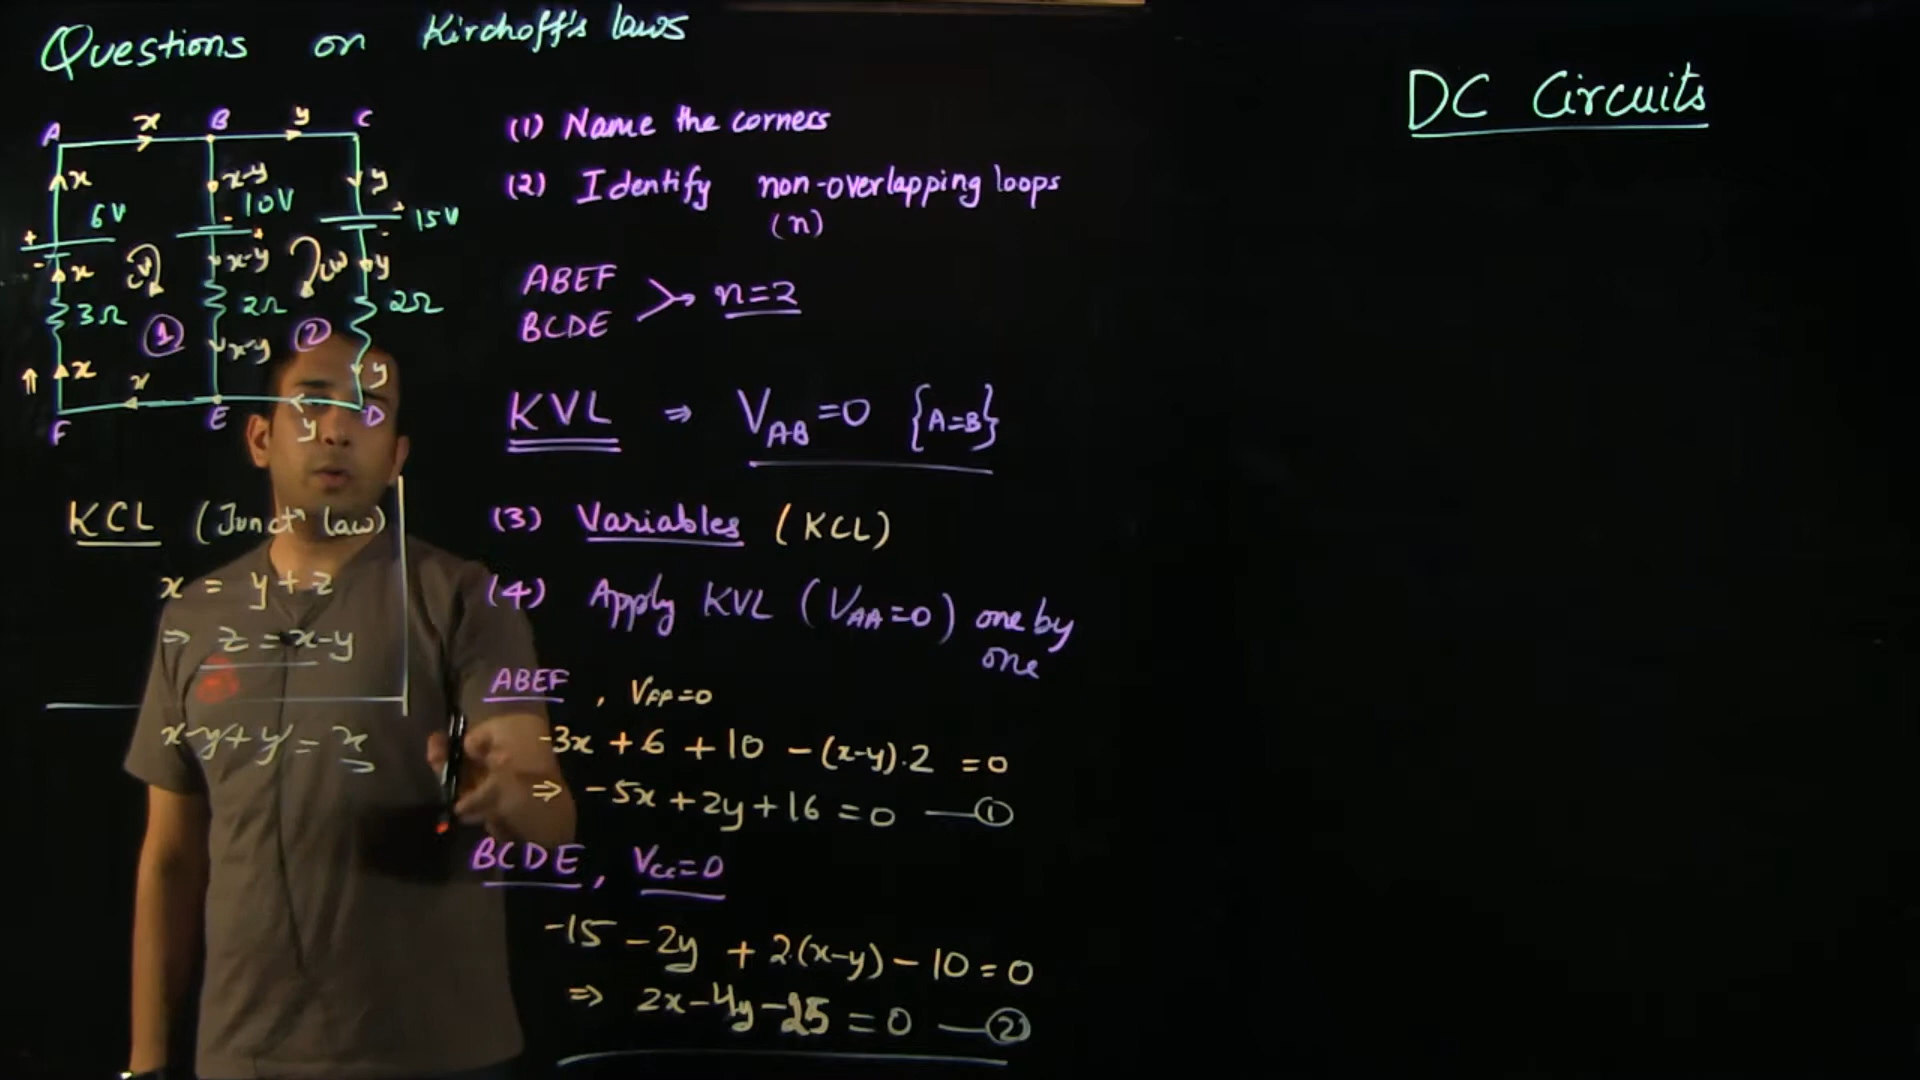 Questions on Kirchoff's laws
DC Circuits
A x B y C
x x-y y
6V - 10V + 15V
+ + -
- x x-y y
3Ω 2Ω 2Ω
1 2
x x-y y
x
F E y D
(1) Name the corners
(2) Identify non-overlapping loops
(n)
ABEF
BCDE
n=2
KVL ⇒ V_AB=0 {A=B}
KCL (Junctⁿ law)
x = y+z
⇒ z=x-y
x-y+y=x
(3) Variables (KCL)
(4) Apply KVL (V_AA=0) one by
one
ABEF, V_FF=0
-3x+6+10-(x-y).2=0
⇒ -5x+2y+16=0 —①
BCDE, V_CC=0
-15-2y+2(x-y)-10=0
⇒ 2x-4y-25=0 —②